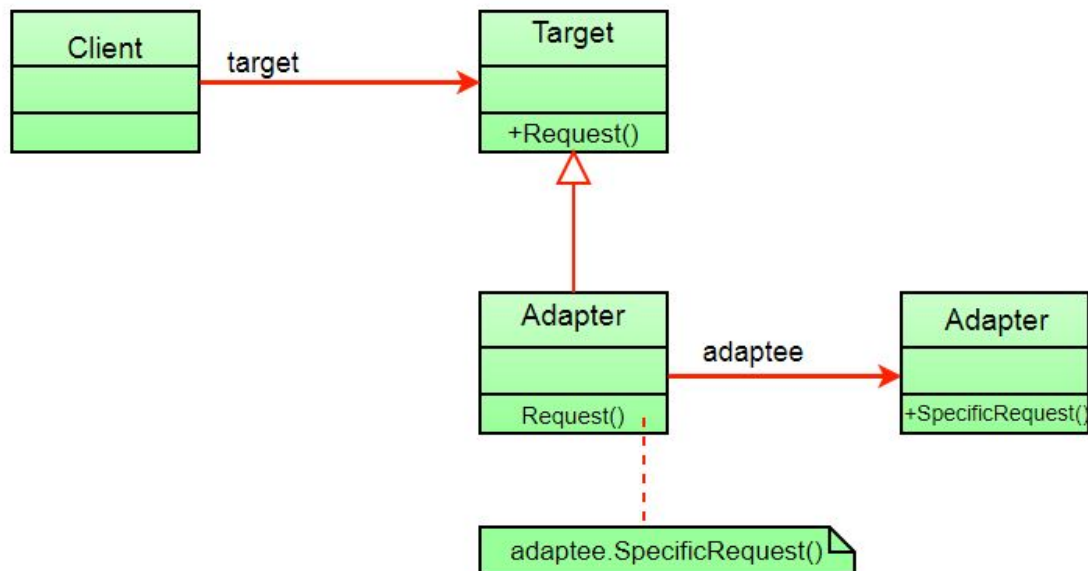 Client
target
Target
+Request()
Adapter
Request()
adaptee
Adapter
+SpecificRequest()
adaptee.SpecificRequest()